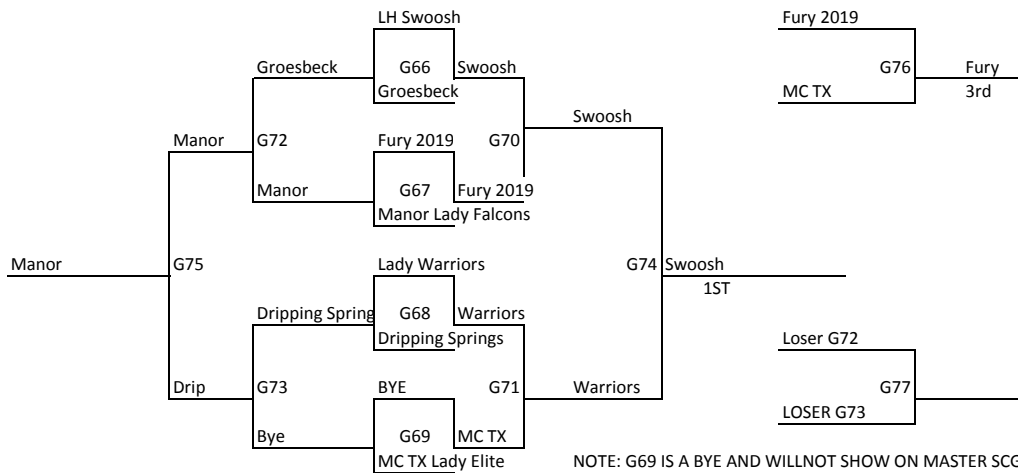 LH Swoosh
Fury 2019
Groesbeck
G66
Swoosh
G76
Fury
Groesbeck
MC TX
3rd
Swoosh
Manor
G72
Fury 2019
G70
Manor
G67
Fury 2019
Manor Lady Falcons
Manor
G75
Lady Warriors
G74
Swoosh
1ST
Dripping Spring
G68
Warriors
Dripping Springs
Loser G72
Drip
G73
BYE
G71
Warriors
G77
LOSER G73
Bye
G69
MC TX
MC TX Lady Elite
NOTE: G69 IS A BYE AND WILLNOT SHOW ON MASTER